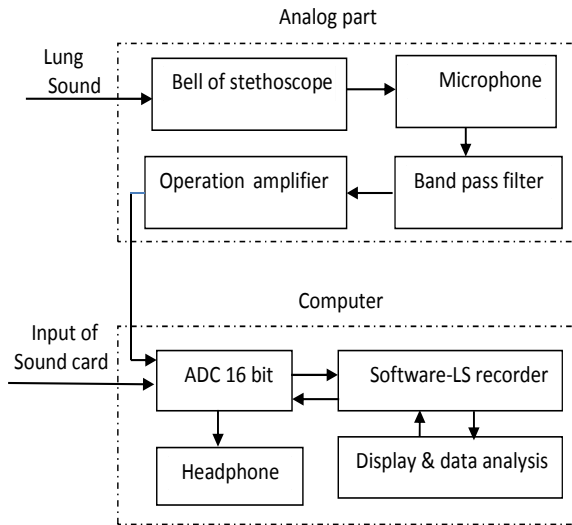 Analog part
Lung
Sound
Bell of stethoscope
Microphone
Operation amplifier
Band pass filter
Computer
Input of
Sound card
ADC 16 bit
Software-LS recorder
Headphone
Display & data analysis